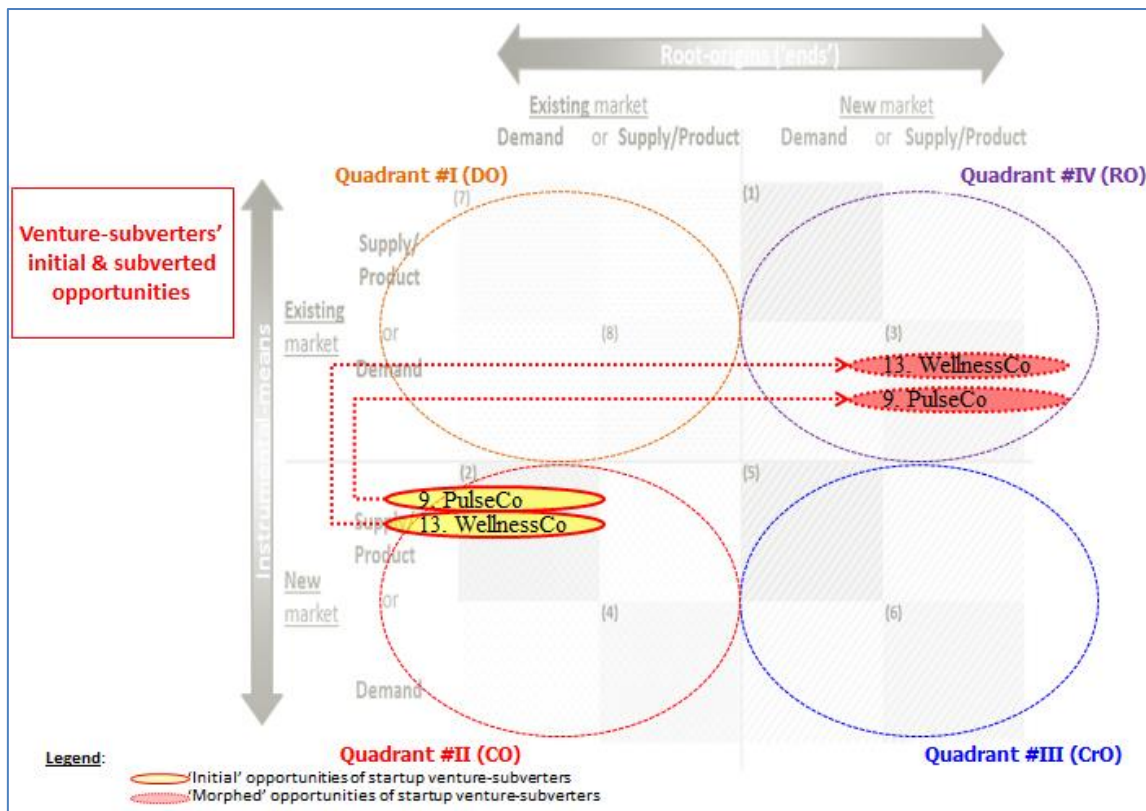 Root-origins ('ends')
Existing market
New market
Demand or Supply/Product
Demand or Supply/Product
Quadrant #I (DO)
Quadrant #IV (RO)
Venture-subverters'
initial & subverted
opportunities
Instrumental-means
(7)
(1)
Supply/
Product
Existing
market
or
Demand
(8)
(3)
13. WellnessCo
9. PulseCo
(2)
(5)
9. PulseCo
13. WellnessCo
Supply/
Product
New
market
or
Demand
(4)
(6)
Quadrant #II (CO)
Quadrant #III (CrO)
Legend:
'Initial' opportunities of startup venture-subverters
'Morphed' opportunities of startup venture-subverters